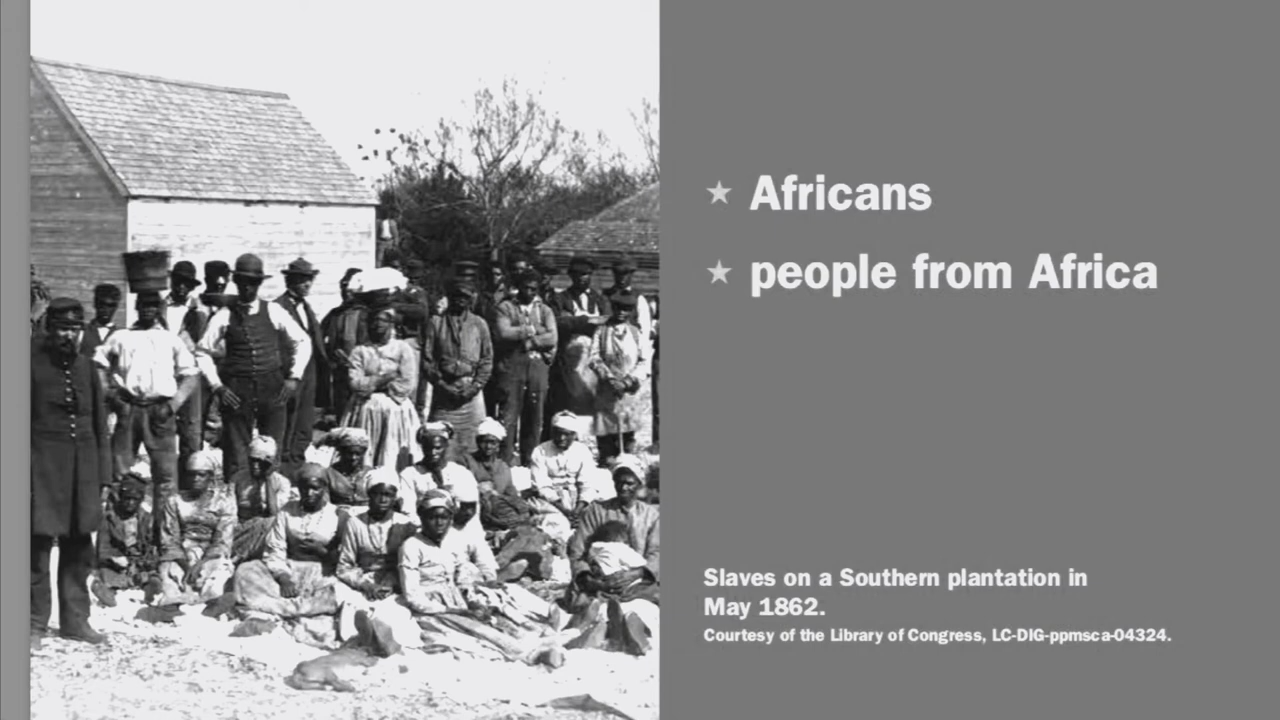 ★ Africans
★ people from Africa
Slaves on a Southern plantation in
May 1862.
Courtesy of the Library of Congress, LC-DIG-ppmsca-04324.